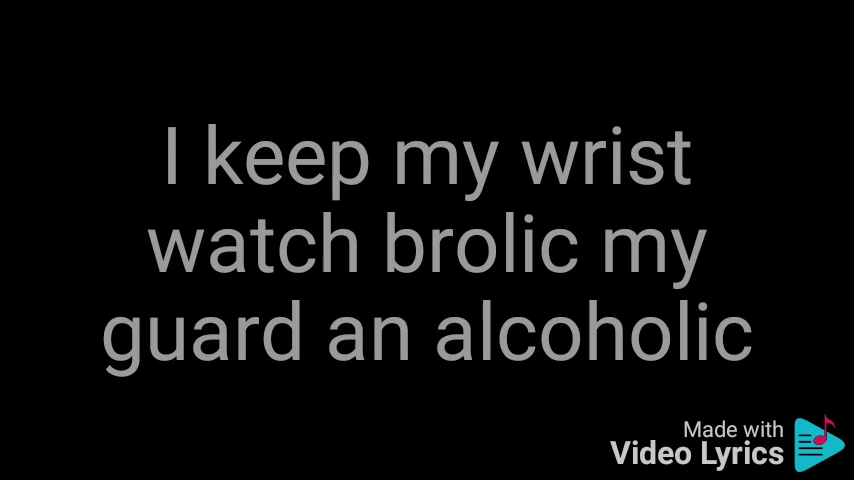 I keep my wrist
watch brolic my
guard an alcoholic
Made with
Video Lyrics